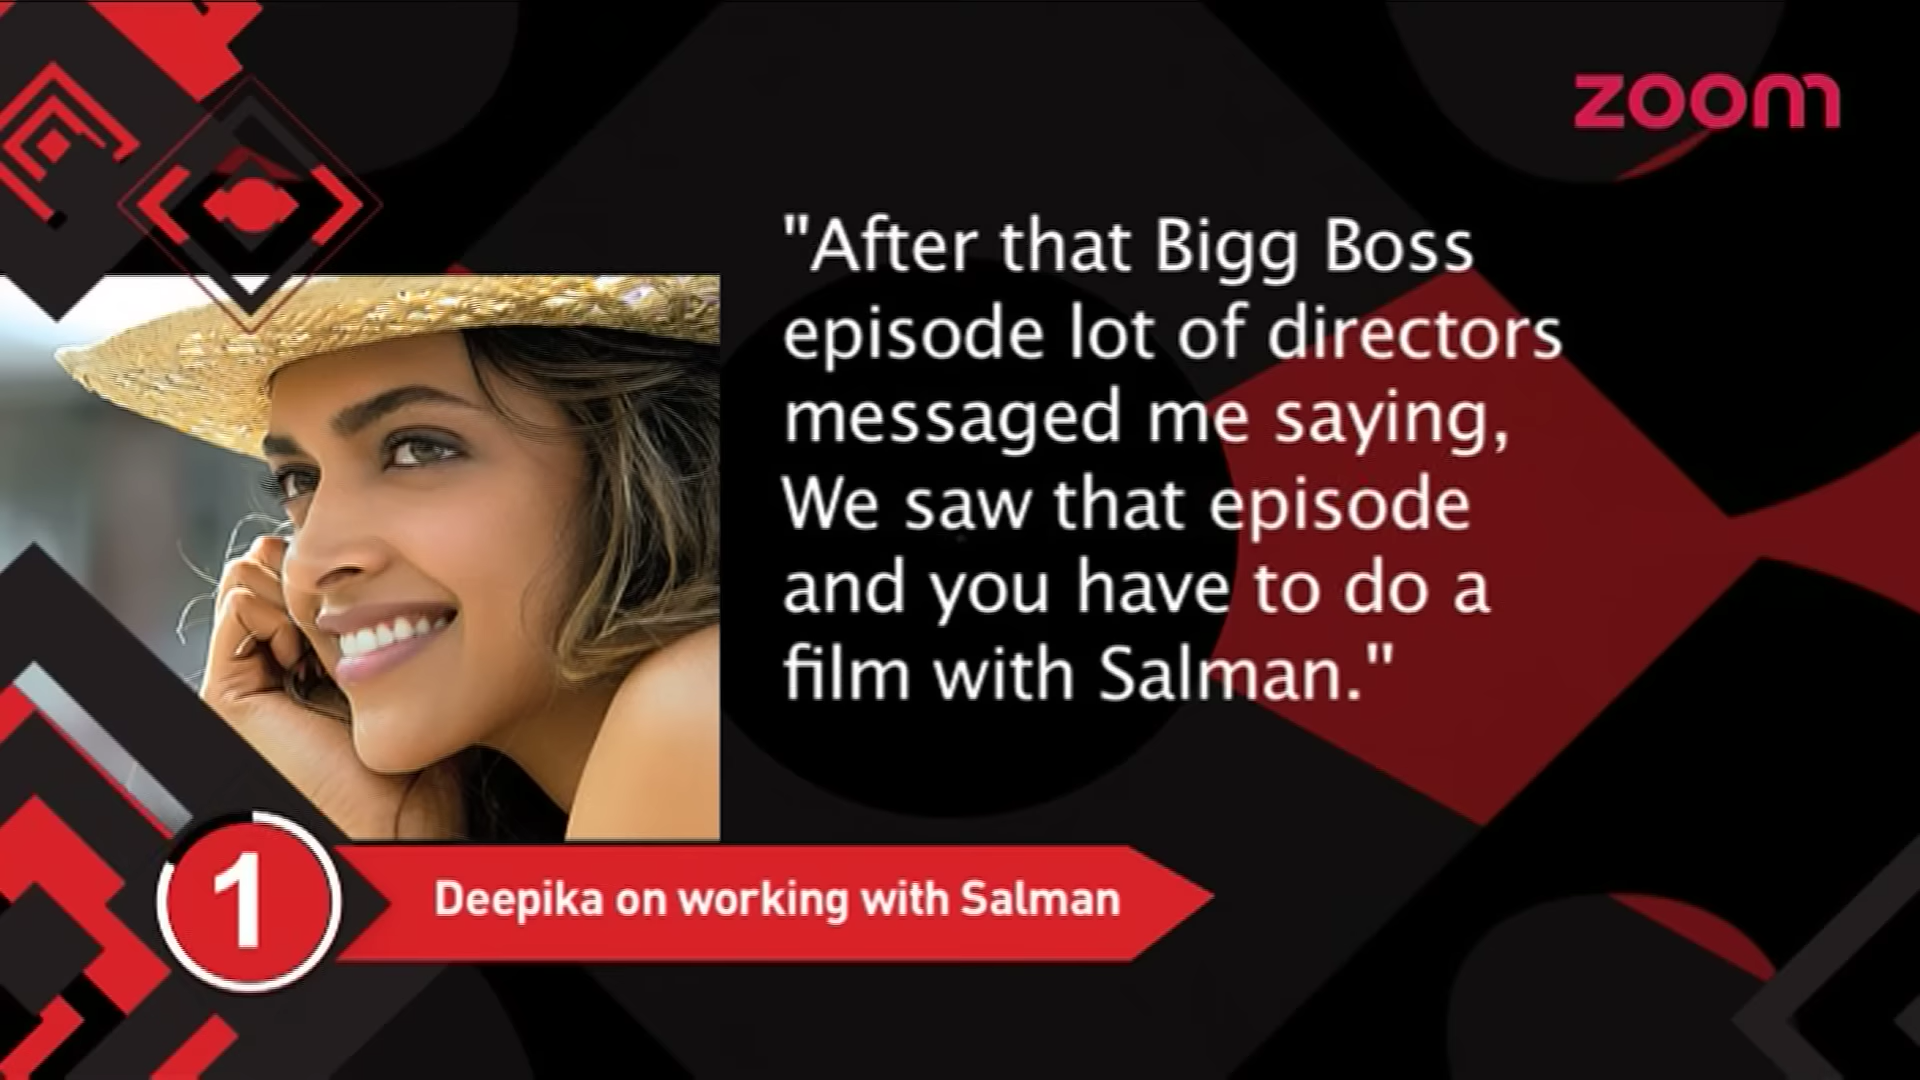 zoom
"After that Bigg Boss
episode lot of directors
messaged me saying,
We saw that episode
and you have to do a
film with Salman."
1
Deepika on working with Salman